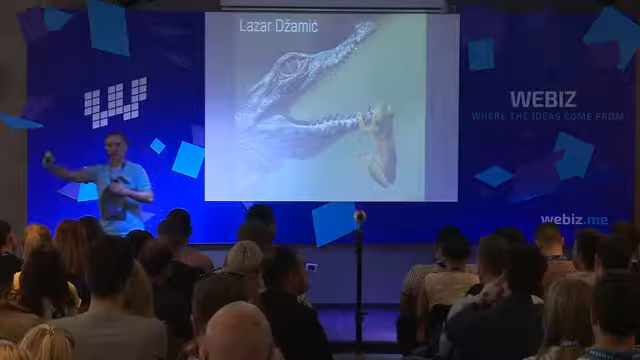 Lazar Džamić
W
WEBIZ
WHERE THE IDEAS COME FROM
webiz.me